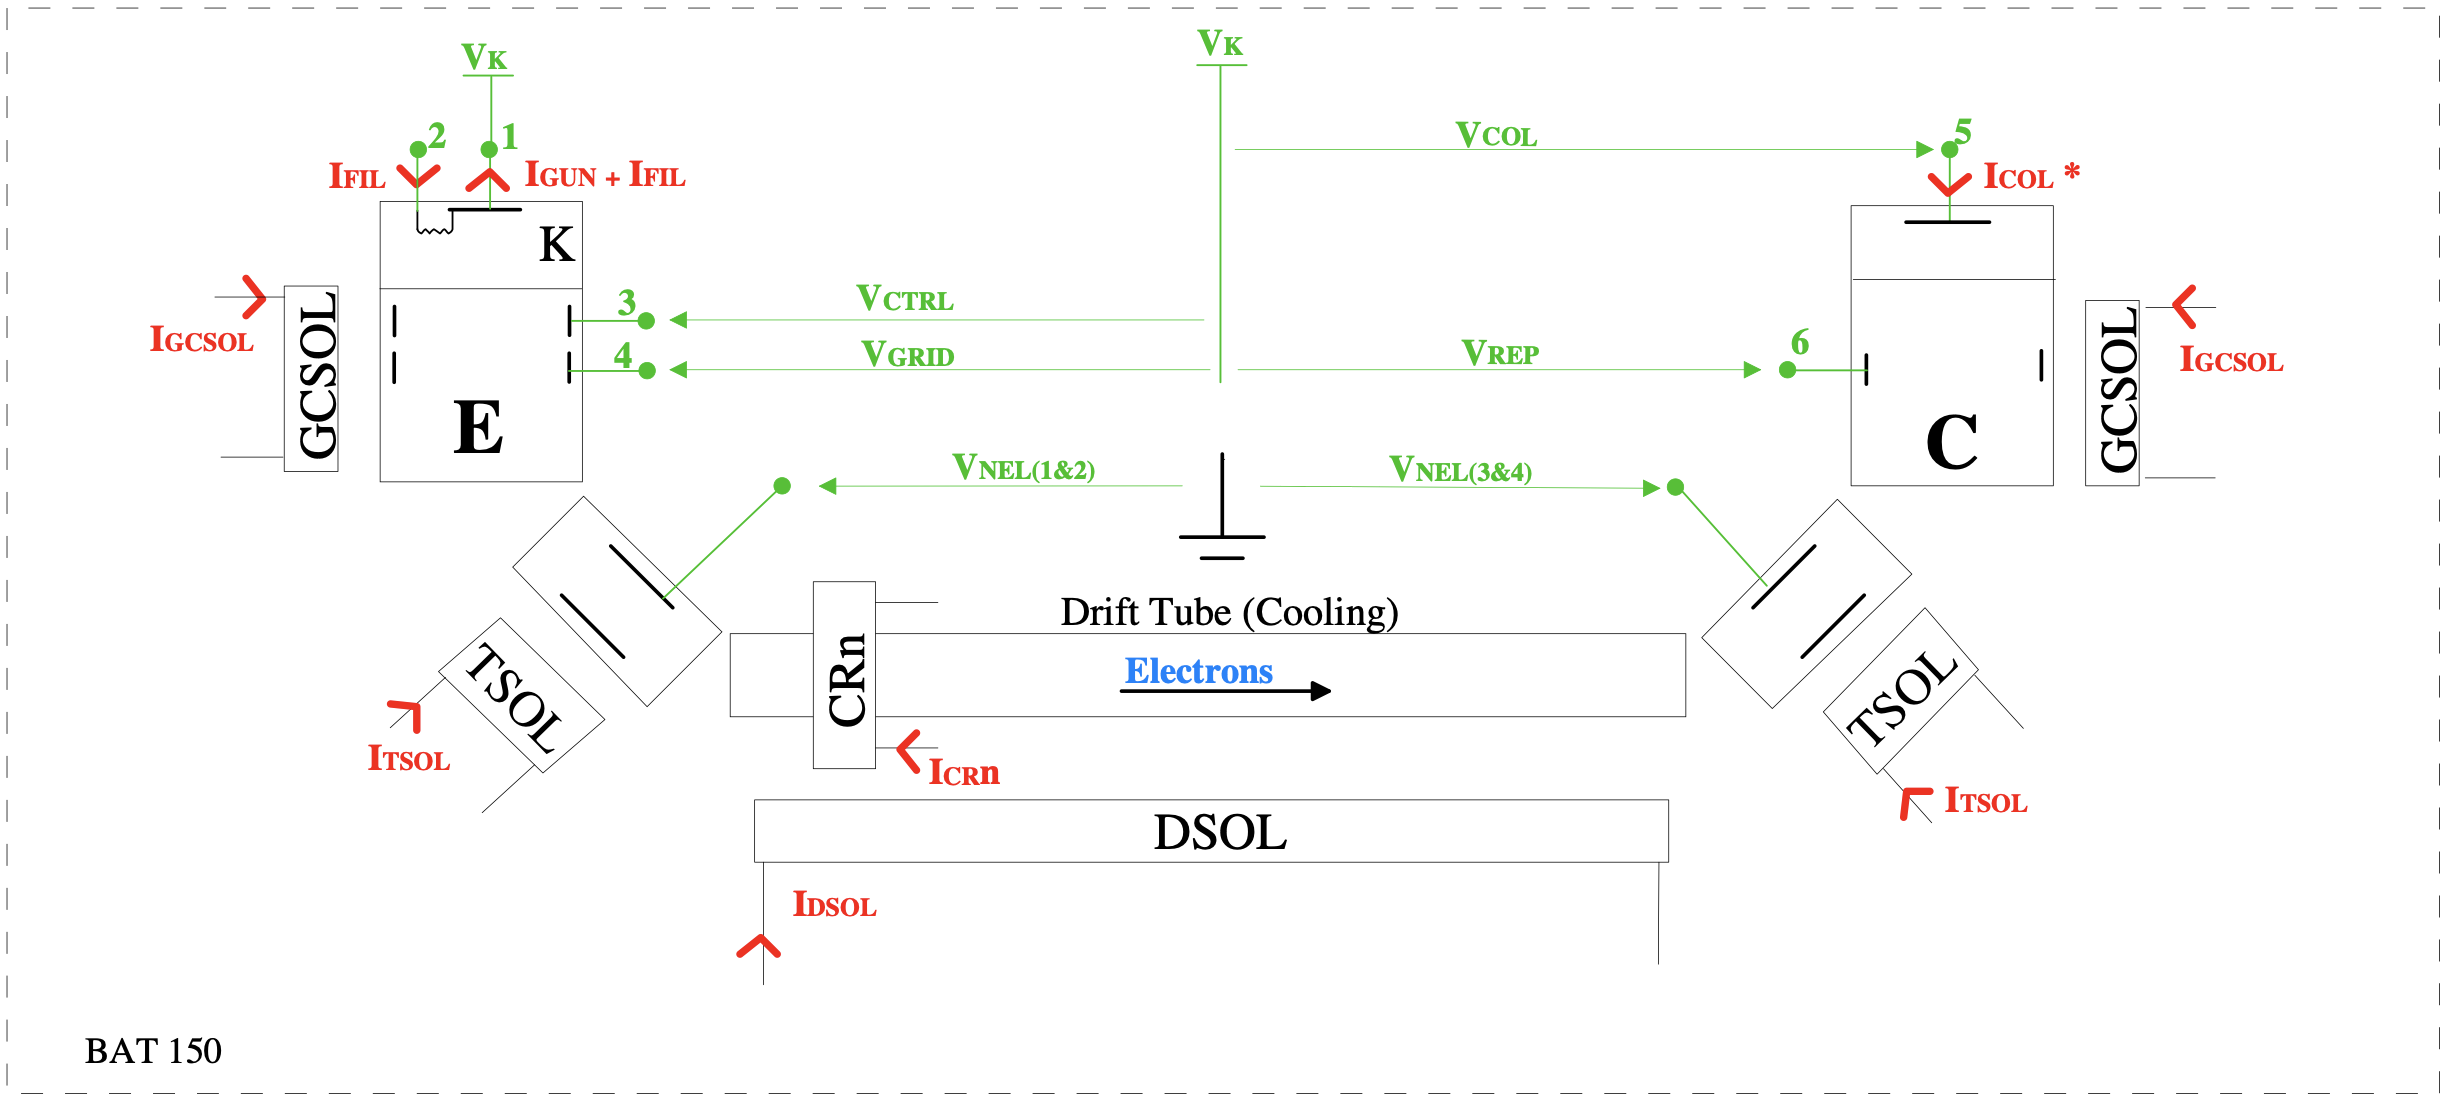 VK
VK
2
1
IFIL
IGUN + IFIL
VCOL
5
ICOL *
K
3
VCTRL
IGCSOL
GCSOL
4
VGRID
VREP
6
GCSOL
IGCSOL
E
C
VNEL(1&2)
VNEL(3&4)
Drift Tube (Cooling)
CRn
Electrons
TSOL
TSOL
ITSOL
ICRn
ITSOL
DSOL
IDSOL
BAT 150